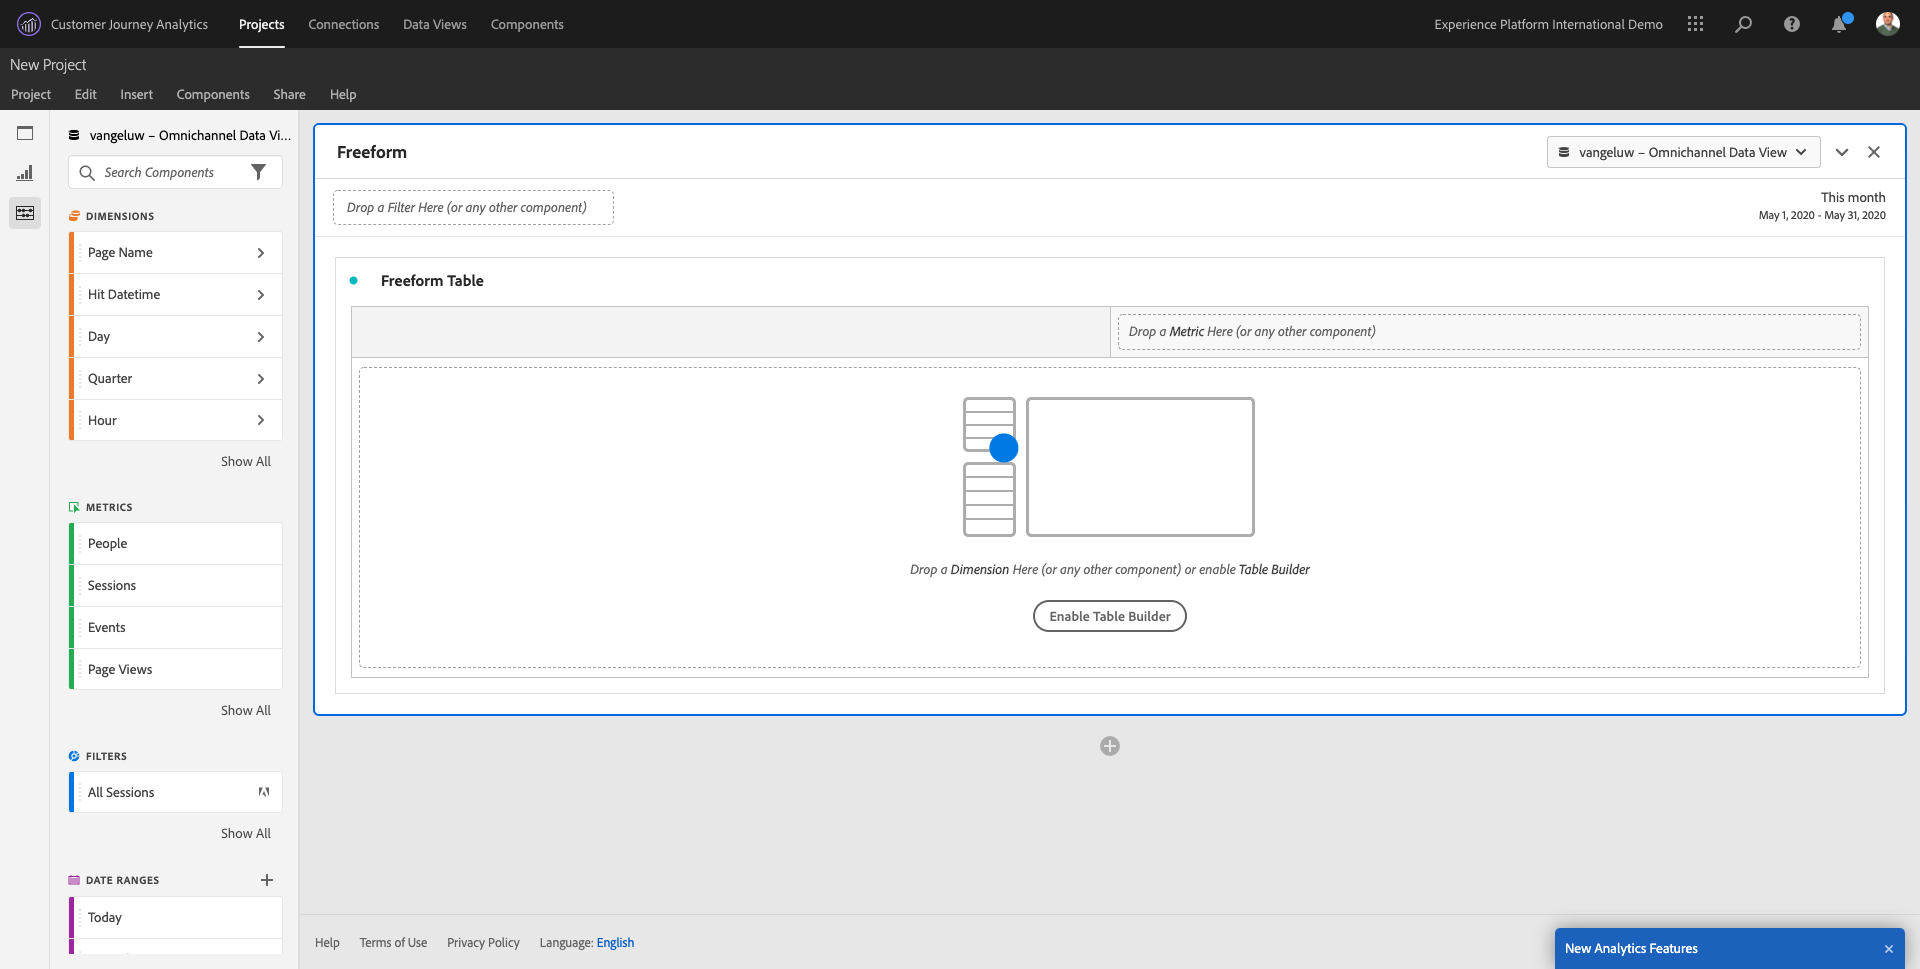 Customer Journey Analytics
Projects
Connections
Data Views
Components
Experience Platform International Demo
New Project
Project
Edit
Insert
Components
Share
Help
vangeluw – Omnichannel Data Vi...
Search Components
DIMENSIONS
Page Name
Hit Datetime
Day
Quarter
Hour
Show All
METRICS
People
Sessions
Events
Page Views
Show All
FILTERS
All Sessions
Show All
DATE RANGES
Today
Freeform
vangeluw – Omnichannel Data View
Drop a Filter Here (or any other component)
This month
May 1, 2020 - May 31, 2020
Freeform Table
Drop a Metric Here (or any other component)
Drop a Dimension Here (or any other component) or enable Table Builder
Enable Table Builder
Help
Terms of Use
Privacy Policy
Language: English
New Analytics Features